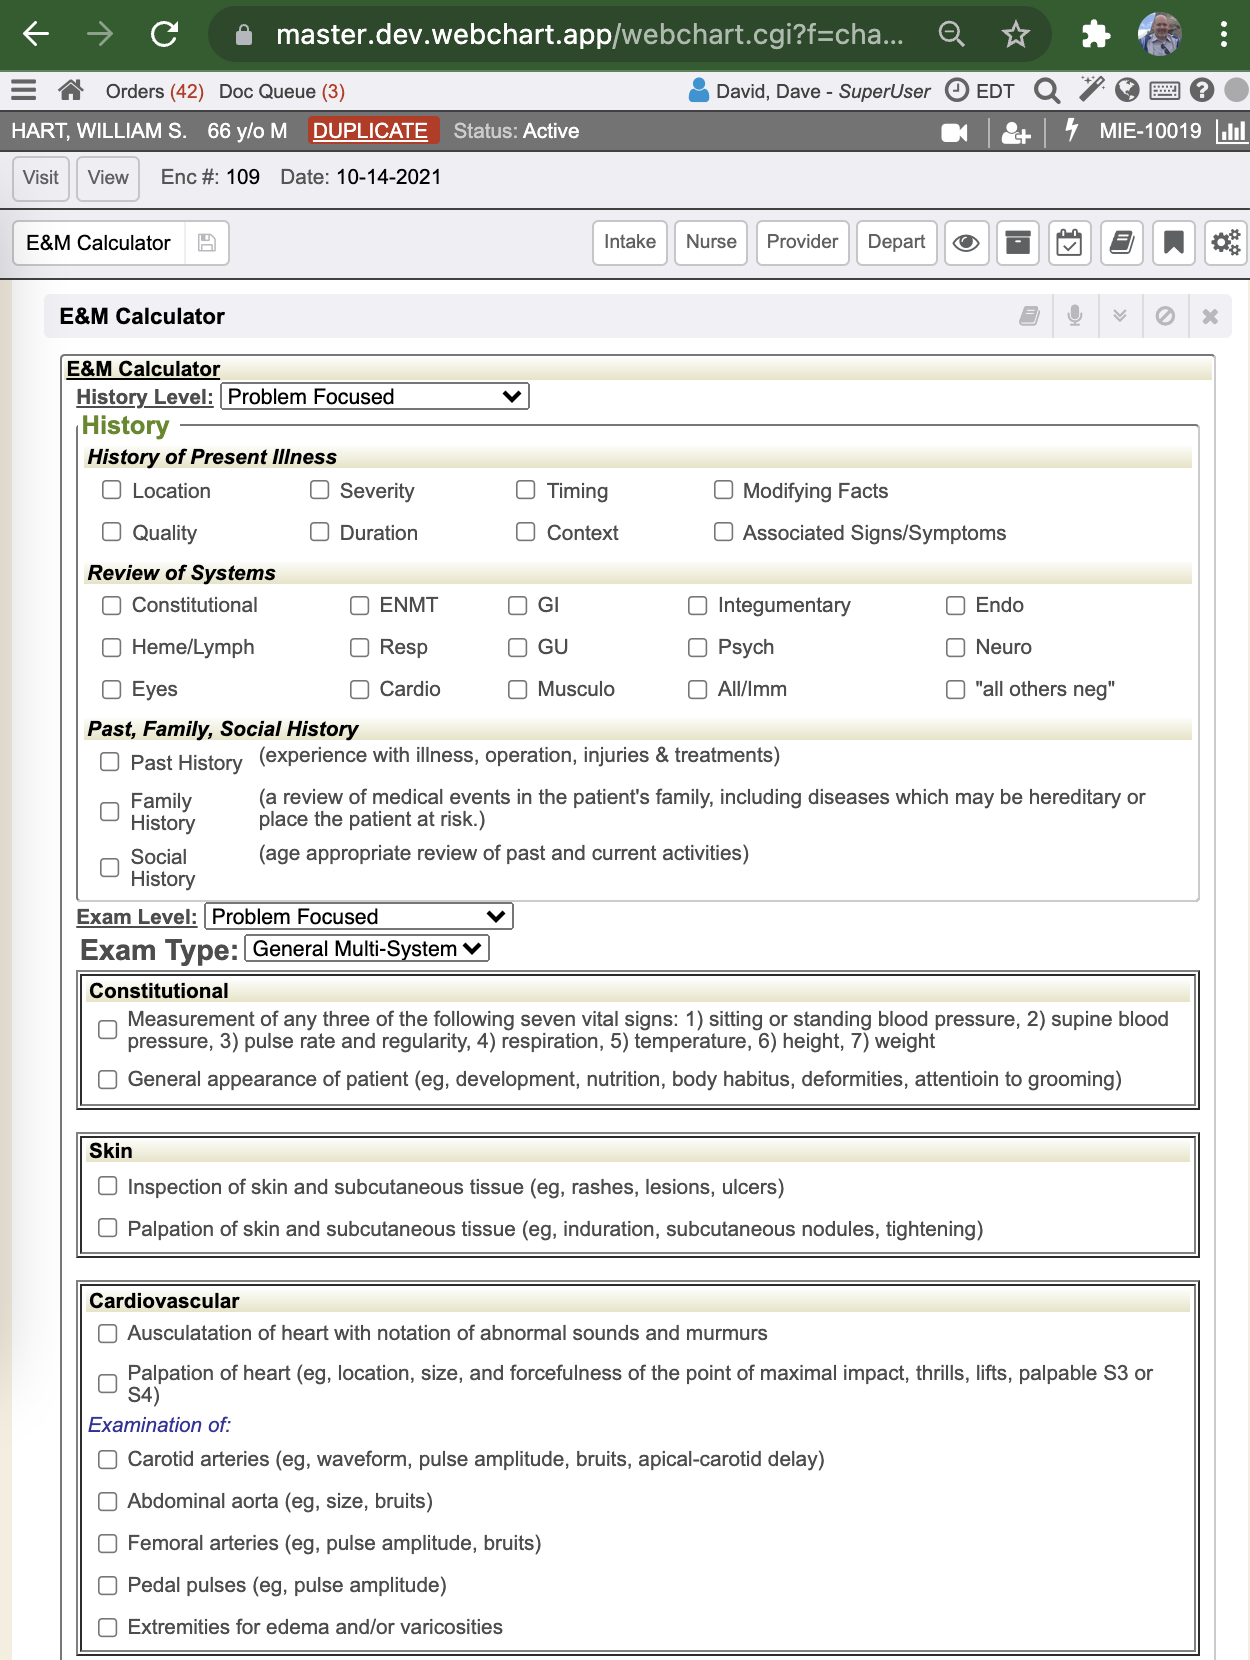 master.dev.webchart.app/webchart.cgi?f=cha...
Orders (42) Doc Queue (3) David, Dave - SuperUser EDT
HART, WILLIAM S. 66 y/o M DUPLICATE Status: Active MIE-10019
Visit View Enc #: 109 Date: 10-14-2021
E&M Calculator Intake Nurse Provider Depart
E&M Calculator
E&M Calculator
History Level: Problem Focused
History
History of Present Illness
Location Severity Timing Modifying Facts
Quality Duration Context Associated Signs/Symptoms
Review of Systems
Constitutional ENMT GI Integumentary Endo
Heme/Lymph Resp GU Psych Neuro
Eyes Cardio Musculo All/Imm "all others neg"
Past, Family, Social History
Past History (experience with illness, operation, injuries & treatments)
Family History (a review of medical events in the patient's family, including diseases which may be hereditary or
place the patient at risk.)
Social History (age appropriate review of past and current activities)
Exam Level: Problem Focused
Exam Type: General Multi-System
Constitutional
Measurement of any three of the following seven vital signs: 1) sitting or standing blood pressure, 2) supine blood
pressure, 3) pulse rate and regularity, 4) respiration, 5) temperature, 6) height, 7) weight
General appearance of patient (eg, development, nutrition, body habitus, deformities, attentioin to grooming)
Skin
Inspection of skin and subcutaneous tissue (eg, rashes, lesions, ulcers)
Palpation of skin and subcutaneous tissue (eg, induration, subcutaneous nodules, tightening)
Cardiovascular
Ausculatation of heart with notation of abnormal sounds and murmurs
Palpation of heart (eg, location, size, and forcefulness of the point of maximal impact, thrills, lifts, palpable S3 or
S4)
Examination of:
Carotid arteries (eg, waveform, pulse amplitude, bruits, apical-carotid delay)
Abdominal aorta (eg, size, bruits)
Femoral arteries (eg, pulse amplitude, bruits)
Pedal pulses (eg, pulse amplitude)
Extremities for edema and/or varicosities